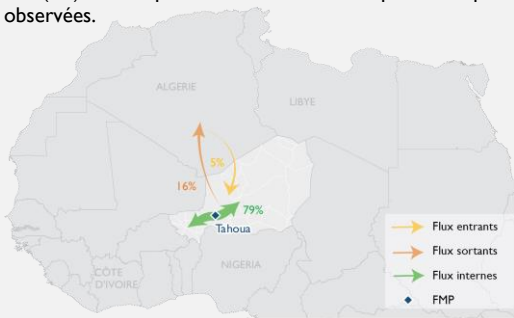 observées.
ALGERIE
LIBYE
5%
16%
79%
Tahoua
NIGERIA
CÔTE
D'IVOIRE
Flux entrants
Flux sortants
Flux internes
FMP